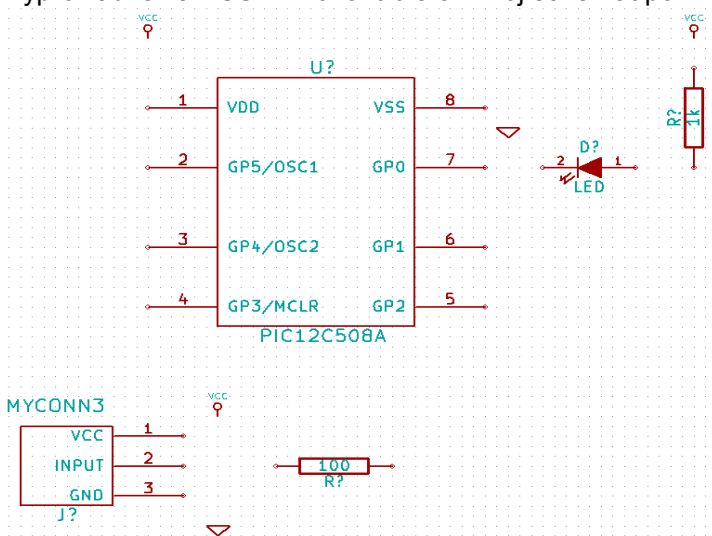 VCC
VCC
U?
1 VDD VSS 8
2 GP5/OSC1 GP0 7
3 GP4/OSC2 GP1 6
4 GP3/MCLR GP2 5
PIC12C508A
D?
2 1
LED
R?
1k
MYCONN3
VCC 1
INPUT 2
GND 3
J?
VCC
100
R?